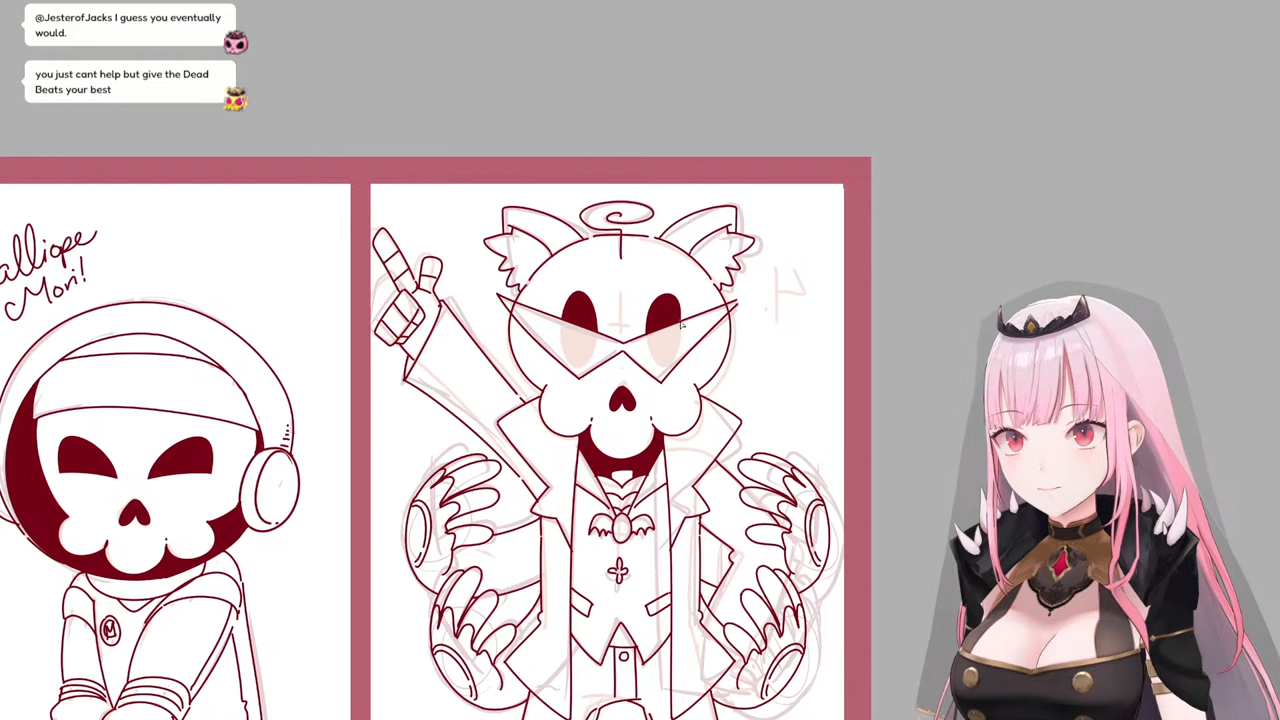 @JesterofJacks I guess you eventually
would.
you just cant help but give the Dead
Beats your best
alliope
Mori!
M